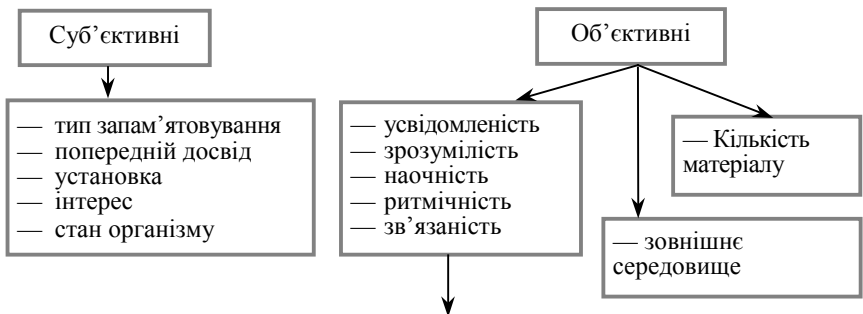 Суб’єктивні
Об’єктивні
— тип запам’ятовування
— попередній досвід
— установка
— інтерес
— стан організму
— усвідомленість
— зрозумілість
— наочність
— ритмічність
— зв’язаність
— Кількість
матеріалу
— зовнішнє
середовище